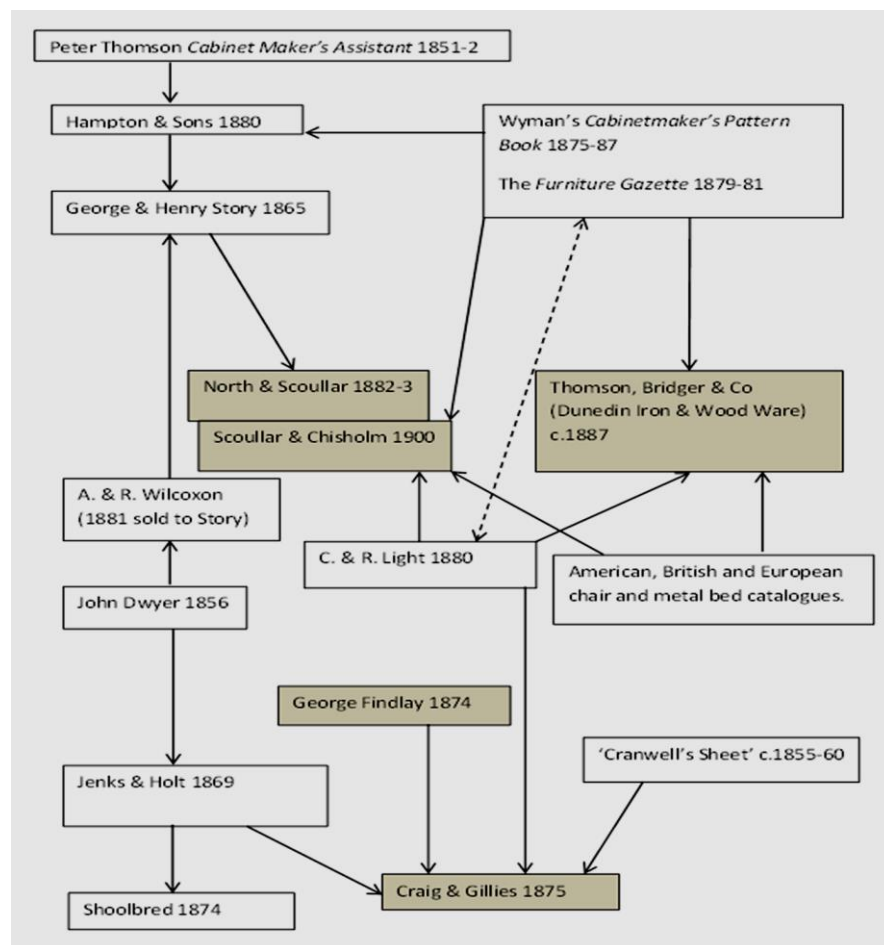 Peter Thomson Cabinet Maker's Assistant 1851-2
Hampton & Sons 1880
Wyman's Cabinetmaker's Pattern
Book 1875-87
The Furniture Gazette 1879-81
George & Henry Story 1865
North & Scoullar 1882-3
Scoullar & Chisholm 1900
Thomson, Bridger & Co
(Dunedin Iron & Wood Ware)
c.1887
A. & R. Wilcoxon
(1881 sold to Story)
C. & R. Light 1880
American, British and European
chair and metal bed catalogues.
John Dwyer 1856
George Findlay 1874
'Cranwell's Sheet' c.1855-60
Jenks & Holt 1869
Craig & Gillies 1875
Shoolbred 1874